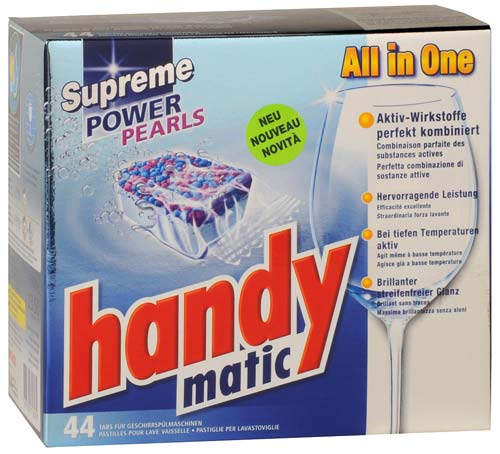 Supreme
POWER
PEARLS
All in One
NEU
NOUVEAU
NOVITÀ
Aktiv-Wirkstoffe
perfekt kombiniert
Combinaison parfaite des
substances actives
Perfetta combinazione di
sostanze attive
Hervorragende Leistung
Efficacité excellente
Straordinaria forza lavante
Bei tiefen Temperaturen
aktiv
Agit même à basse température
Agisce già a basse temperature
Brillanter
streifenfreier Glanz
Brillant sans traces
Massima brillantezza senza aloni
handy
matic
44 TABS FÜR GESCHIRRSPÜLMASCHINEN
PASTILLES POUR LAVE VAISSELLE • PASTIGLIE PER LAVASTOVIGLIE